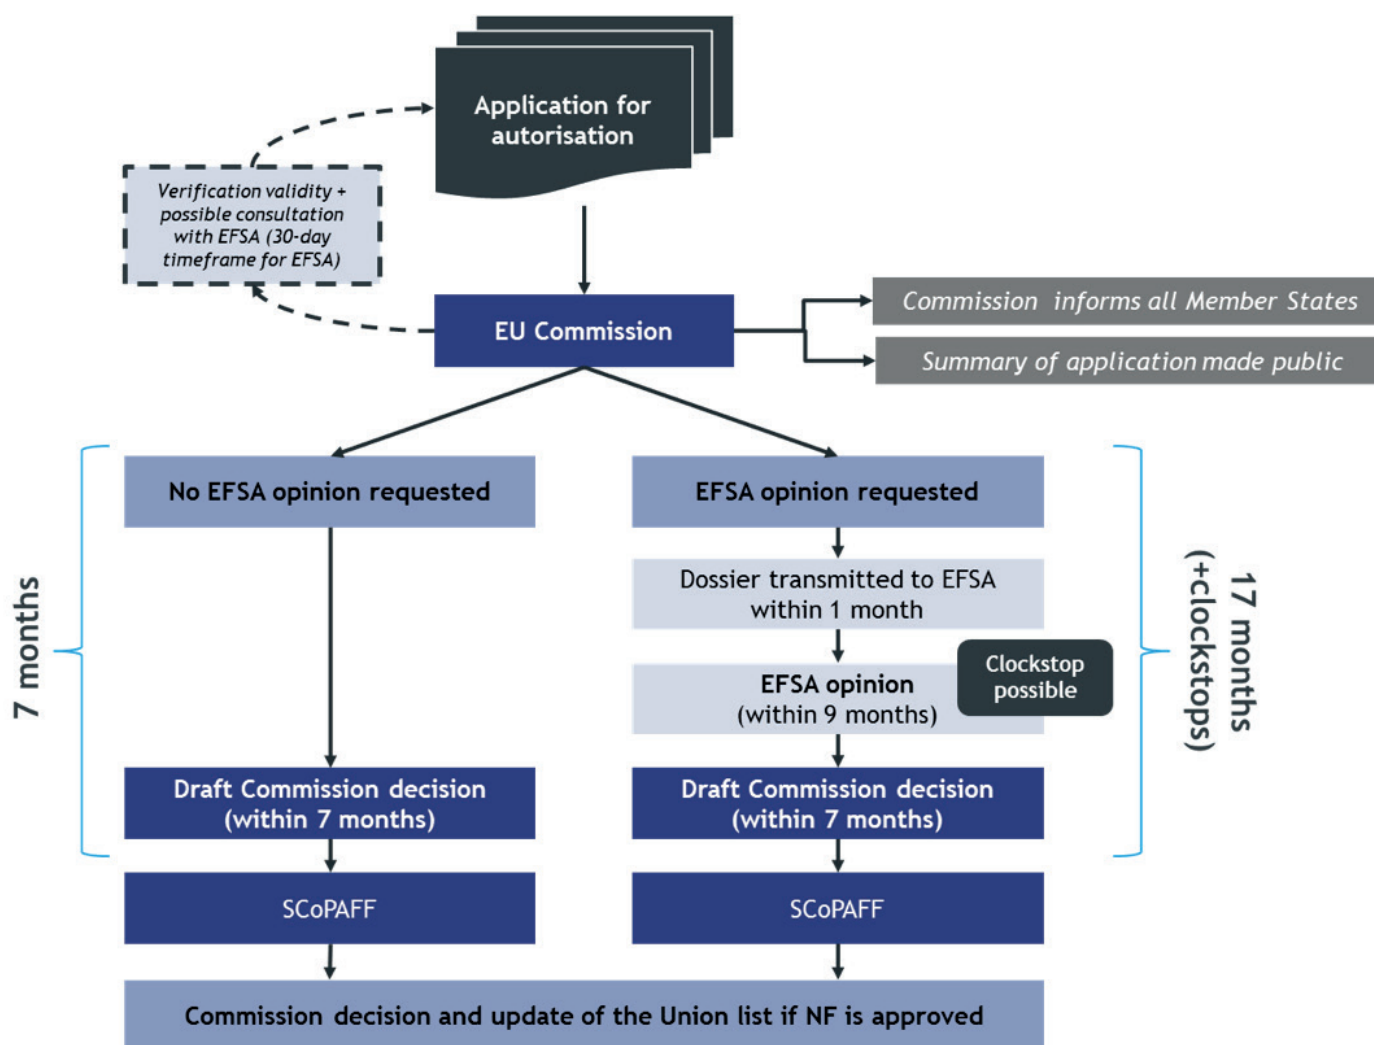 Application for
autorisation
Verification validity +
possible consultation
with EFSA (30-day
timeframe for EFSA)
EU Commission
Commission informs all Member States
Summary of application made public
No EFSA opinion requested
EFSA opinion requested
Dossier transmitted to EFSA
within 1 month
Clockstop
possible
EFSA opinion
(within 9 months)
7 months
17 months
(+clockstops)
Draft Commission decision
(within 7 months)
Draft Commission decision
(within 7 months)
SCoPAFF
SCoPAFF
Commission decision and update of the Union list if NF is approved